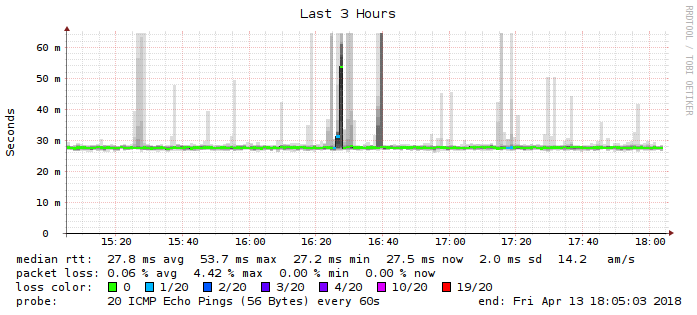 Last 3 Hours
RRDTOOL / TOBI OETIKER
Seconds
60 m
50 m
40 m
30 m
20 m
10 m
0
15:20 15:40 16:00 16:20 16:40 17:00 17:20 17:40 18:00
median rtt: 27.8 ms avg 53.7 ms max 27.2 ms min 27.5 ms now 2.0 ms sd 14.2 am/s
packet loss: 0.06 % avg 4.42 % max 0.00 % min 0.00 % now
loss color: 0 1/20 2/20 3/20 4/20 10/20 19/20
probe: 20 ICMP Echo Pings (56 Bytes) every 60s end: Fri Apr 13 18:05:03 2018